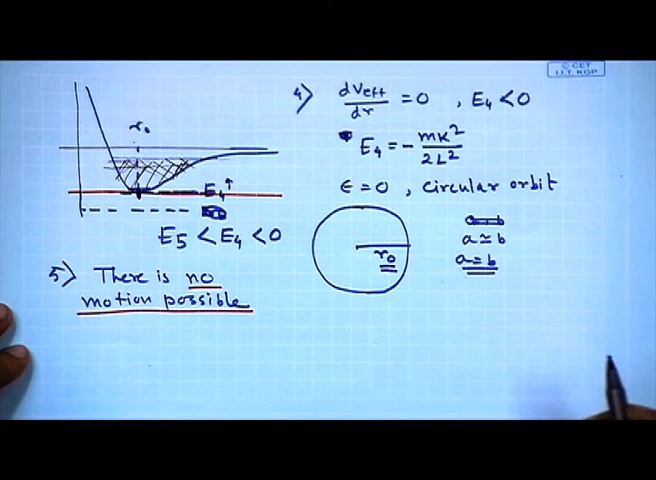 C-CET
I.I.T. KGP
4) dVeff/dr = 0 , E₄ < 0
E₄ = - mK²/2L²
ϵ = 0 , circular orbit
r₀
E₄↑
E₅ < E₄ < 0
r₀
a ≃ b
a = b
5) There is no
motion possible